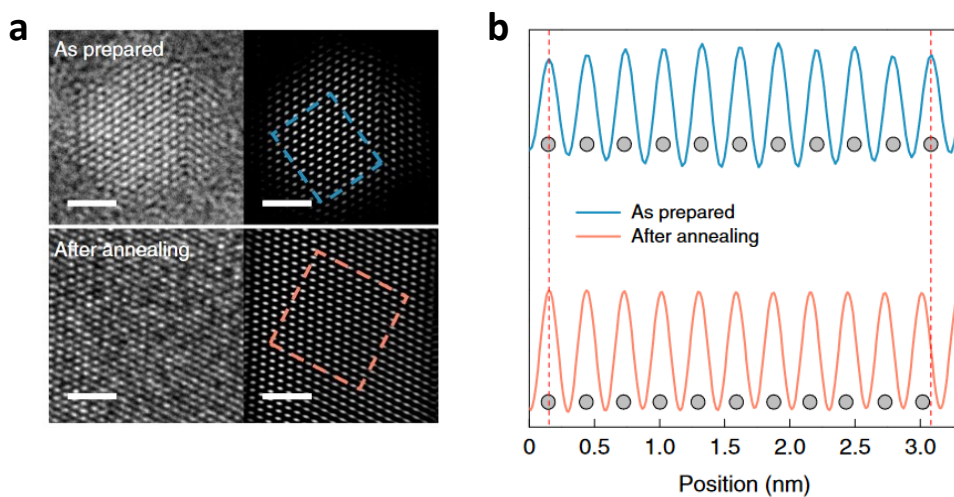 a
As prepared
After annealing
b
As prepared
After annealing
0 0.5 1.0 1.5 2.0 2.5 3.0
Position (nm)